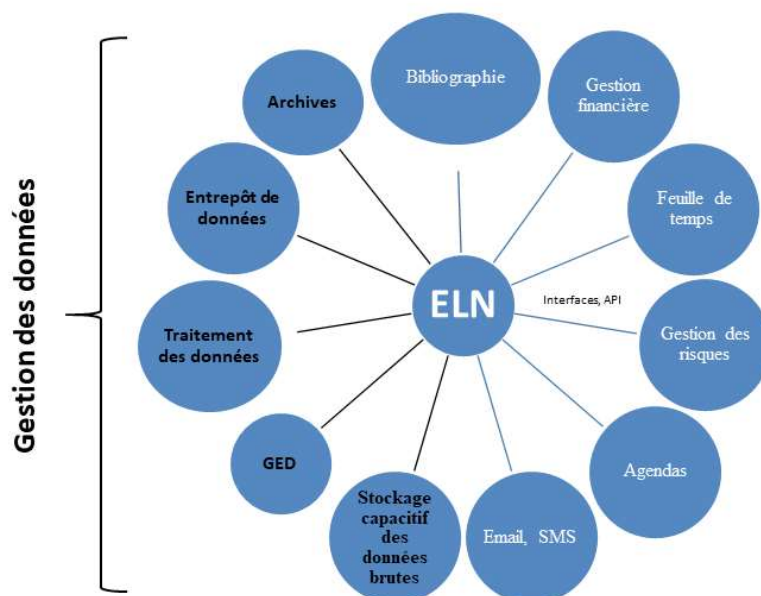 Gestion des données
Bibliographie
Gestion
financière
Archives
Feuille de
temps
Entrepôt de
données
ELN
Interfaces, API
Gestion des
risques
Traitement
des données
Agendas
GED
Stockage
capacitif
des
données
brutes
Email, SMS